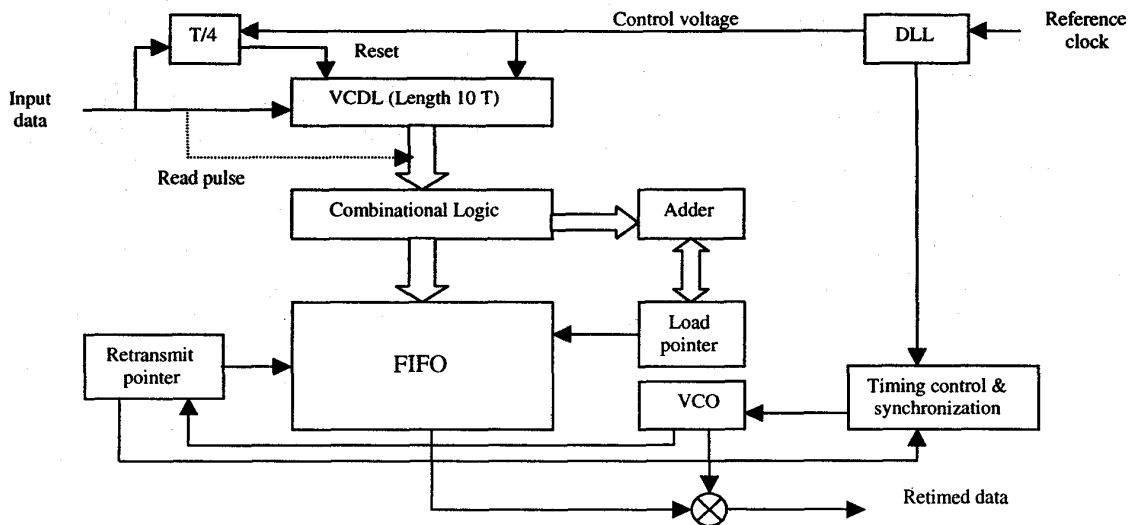 T/4
Control voltage
DLL
Reference
clock
Reset
Input
data
VCDL (Length 10 T)
Read pulse
Combinational Logic
Adder
Load
pointer
FIFO
Retransmit
pointer
VCO
Timing control &
synchronization
Retimed data